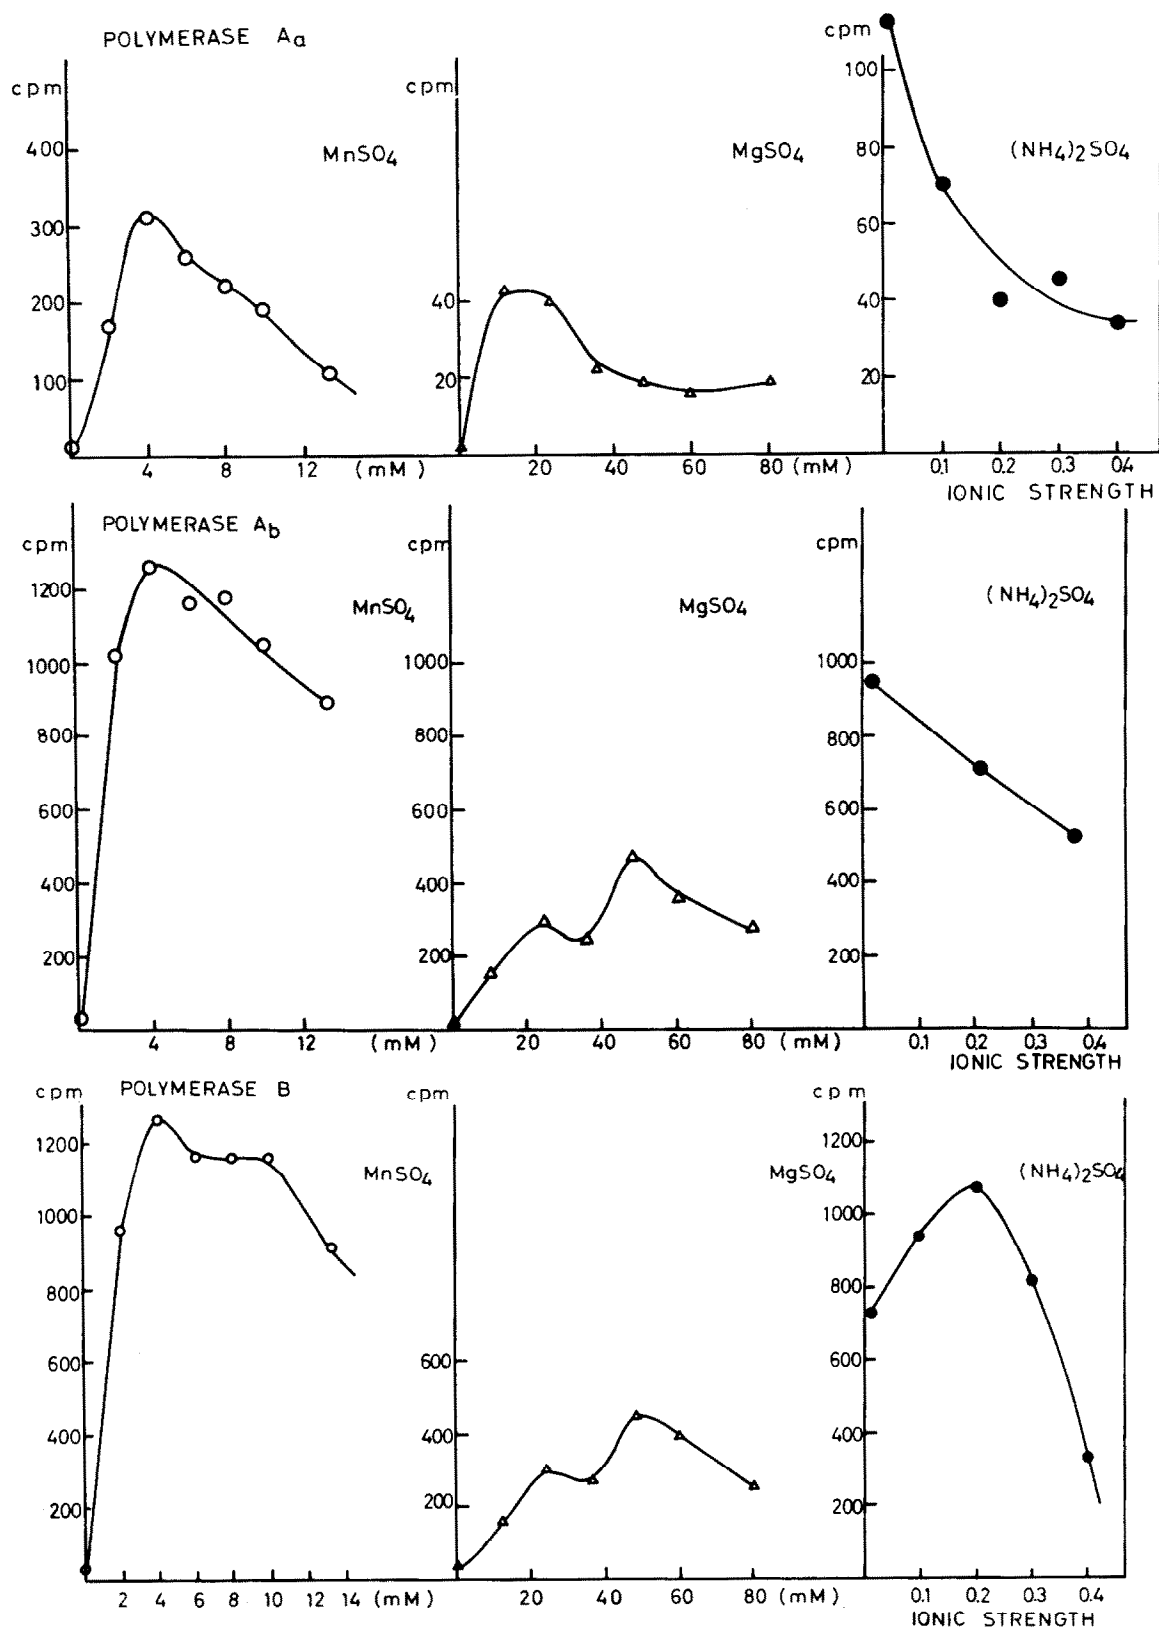 POLYMERASE Aa
cpm
400
300
200
100
MnSO4
4 8 12 (mM)
cpm
40
20
MgSO4
20 40 60 80 (mM)
cpm
100
80
60
40
20
(NH4)2SO4
0.1 0.2 0.3 0.4
IONIC STRENGTH
POLYMERASE Ab
cpm
1200
1000
800
600
400
200
MnSO4
4 8 12 (mM)
cpm
1000
800
600
400
200
MgSO4
20 40 60 80 (mM)
cpm
1000
800
600
400
200
(NH4)2SO4
0.1 0.2 0.3 0.4
IONIC STRENGTH
POLYMERASE B
cpm
1200
1000
800
600
400
200
MnSO4
2 4 6 8 10 12 14 (mM)
cpm
600
400
200
MgSO4
20 40 60 80 (mM)
cpm
1200
1000
800
600
400
200
(NH4)2SO4
0.1 0.2 0.3 0.4
IONIC STRENGTH